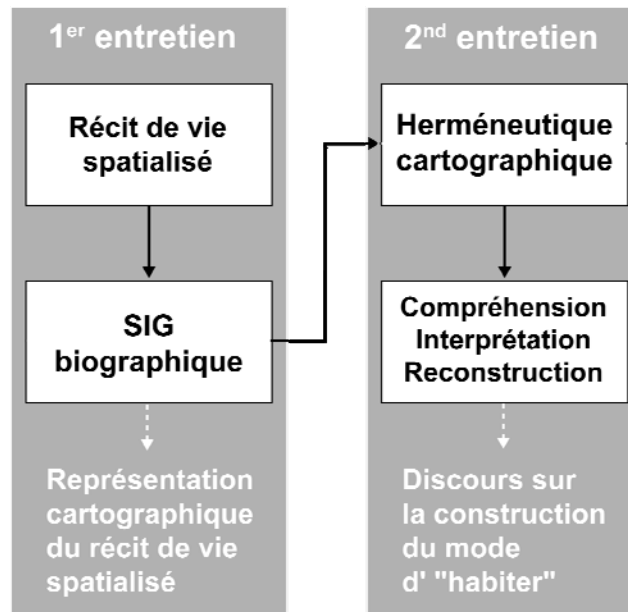 1er entretien
Récit de vie
spatialisé
SIG
biographique
Représentation
cartographique
du récit de vie
spatialisé
2nd entretien
Herméneutique
cartographique
Compréhension
Interprétation
Reconstruction
Discours sur
la construction
du mode
d' "habiter"